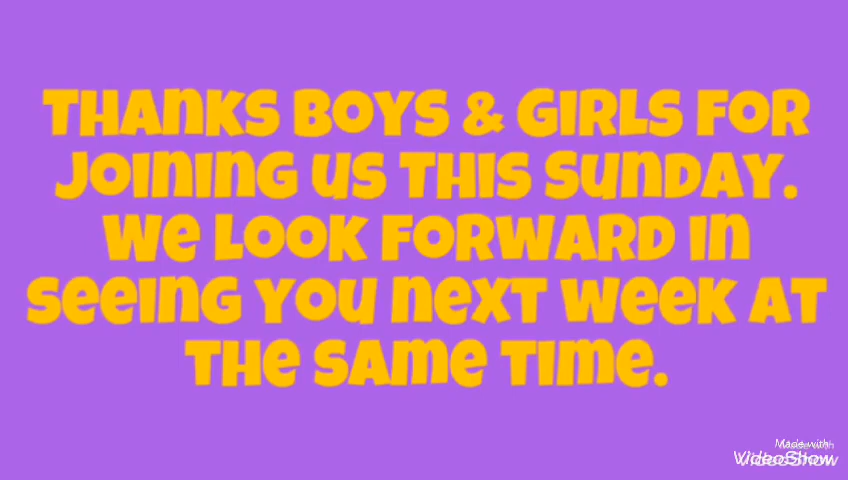 THANKS BOYS & GIRLS FOR
JOINING US THIS SUNDAY.
WE LOOK FORWARD IN
SEEING YOU NEXT WEEK AT
THE SAME TIME.
Made with
VideoShow